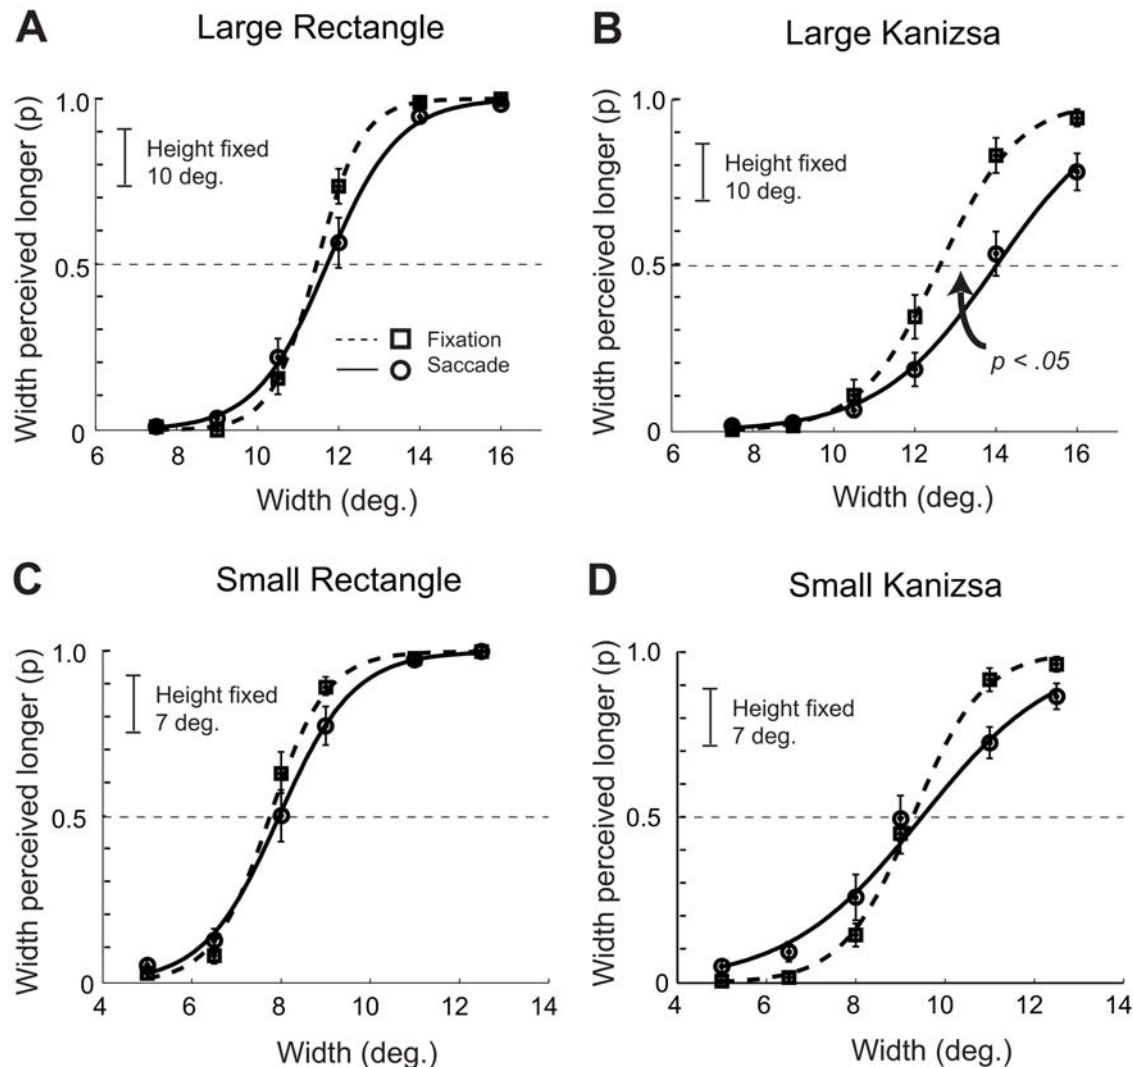 A
Large Rectangle
Width perceived longer (p)
1.0
0.5
0
Height fixed
10 deg.
Fixation
Saccade
6 8 10 12 14 16
Width (deg.)
B
Large Kanizsa
Width perceived longer (p)
1.0
0.5
0
Height fixed
10 deg.
p < .05
6 8 10 12 14 16
Width (deg.)
C
Small Rectangle
Width perceived longer (p)
1.0
0.5
0
Height fixed
7 deg.
4 6 8 10 12 14
Width (deg.)
D
Small Kanizsa
Width perceived longer (p)
1.0
0.5
0
Height fixed
7 deg.
4 6 8 10 12 14
Width (deg.)